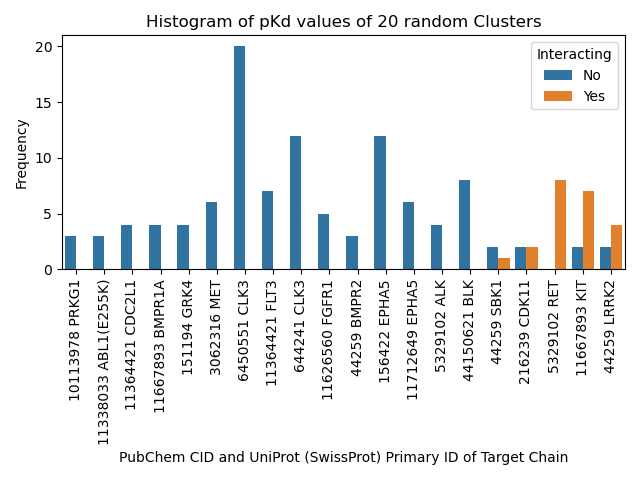 Histogram of pKd values of 20 random Clusters
Interacting
No
Yes
Frequency
20
15
10
5
0
10113978 PRKG1
11338033 ABL1(E255K)
11364421 CDC2L1
11667893 BMPR1A
151194 GRK4
3062316 MET
6450551 CLK3
11364421 FLT3
644241 CLK3
11626560 FGFR1
44259 BMPR2
156422 EPHA5
11712649 EPHA5
5329102 ALK
44150621 BLK
44259 SBK1
216239 CDK11
5329102 RET
11667893 KIT
44259 LRRK2
PubChem CID and UniProt (SwissProt) Primary ID of Target Chain